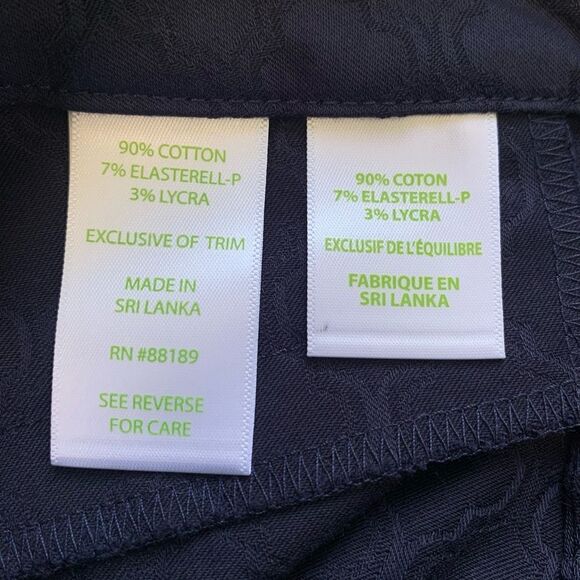 90% COTTON
7% ELASTERELL-P
3% LYCRA
EXCLUSIVE OF TRIM
MADE IN
SRI LANKA
RN #88189
SEE REVERSE
FOR CARE
90% COTON
7% ELASTERELL-P
3% LYCRA
EXCLUSIF DE L'ÉQUILIBRE
FABRIQUE EN
SRI LANKA